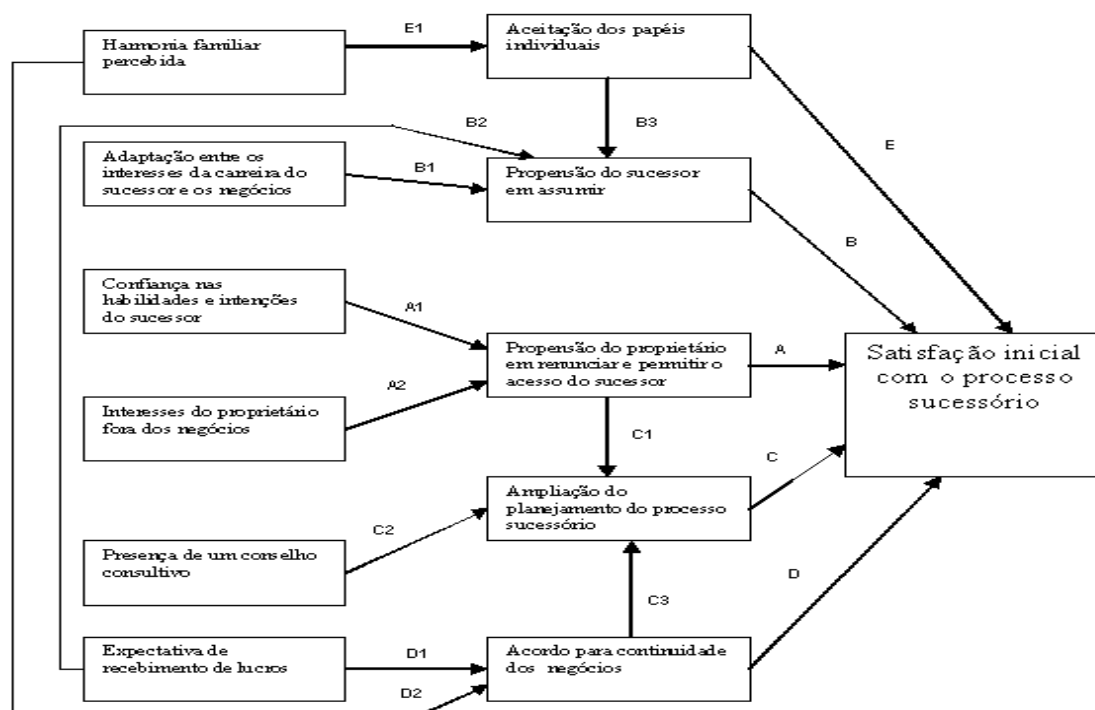 E1
Harmonia familiar
percebida
Aceitação dos papéis
individuais
B2
B3
E
Adaptação entre os
interesses da carreira do
sucessor e os negócios
B1
Propensão do sucessor
em assumir
B
Confiança nas
habilidades e intenções
do sucessor
A1
Propensão do proprietário
em renunciar e permitir o
acesso do sucessor
A
Satisfação inicial
com o processo
sucessório
Interesses do proprietário
fora dos negócios
A2
C1
C
Ampliação do
planejamento do processo
sucessório
Presença de um conselho
consultivo
C2
C3
D
Expectativa de
recebimento de lucros
D1
Acordo para continuidade
dos negócios
D2